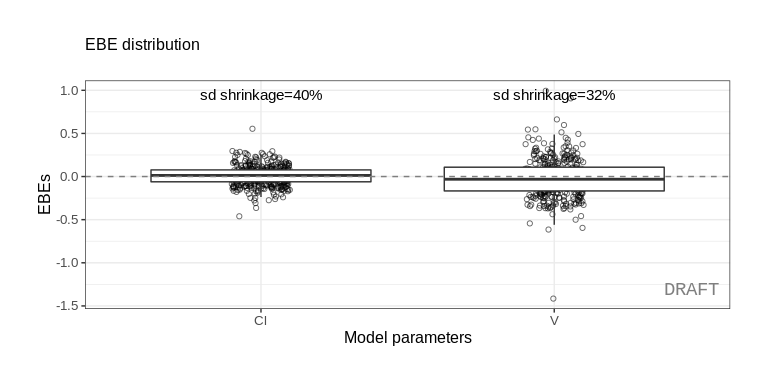 EBE distribution
sd shrinkage=40%
sd shrinkage=32%
1.0
0.5
0.0
-0.5
-1.0
-1.5
EBEs
DRAFT
Cl
V
Model parameters